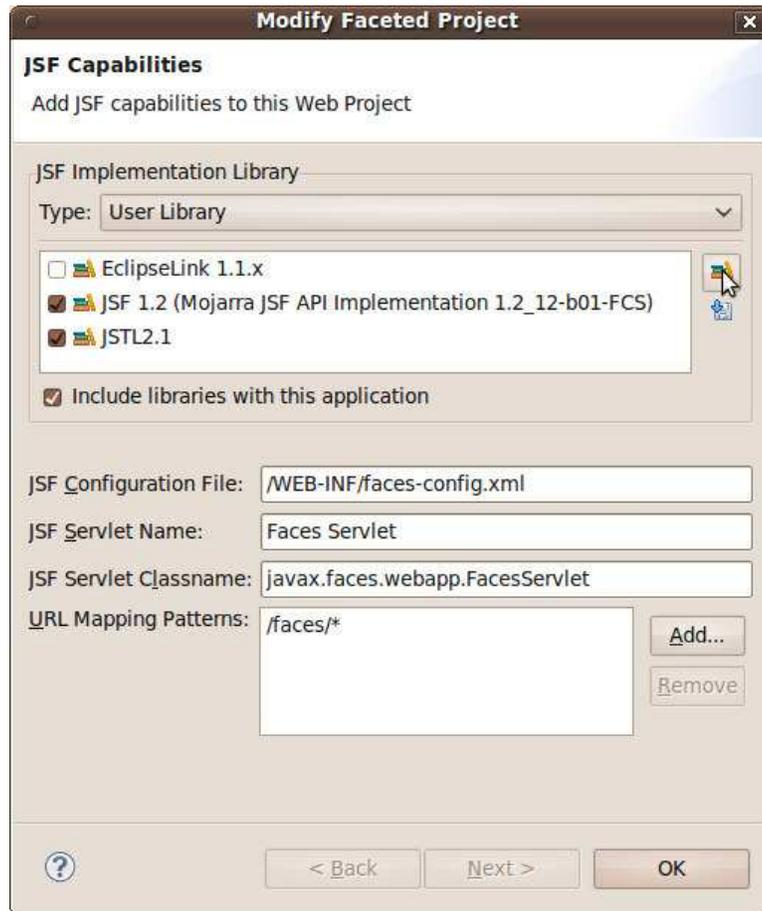 Modify Faceted Project
JSF Capabilities
Add JSF capabilities to this Web Project
JSF Implementation Library
Type: User Library
EclipseLink 1.1.x
JSF 1.2 (Mojarra JSF API Implementation 1.2_12-b01-FCS)
JSTL2.1
Include libraries with this application
JSF Configuration File: /WEB-INF/faces-config.xml
JSF Servlet Name: Faces Servlet
JSF Servlet Classname: javax.faces.webapp.FacesServlet
URL Mapping Patterns: /faces/*
Add...
Remove
? < Back Next > OK